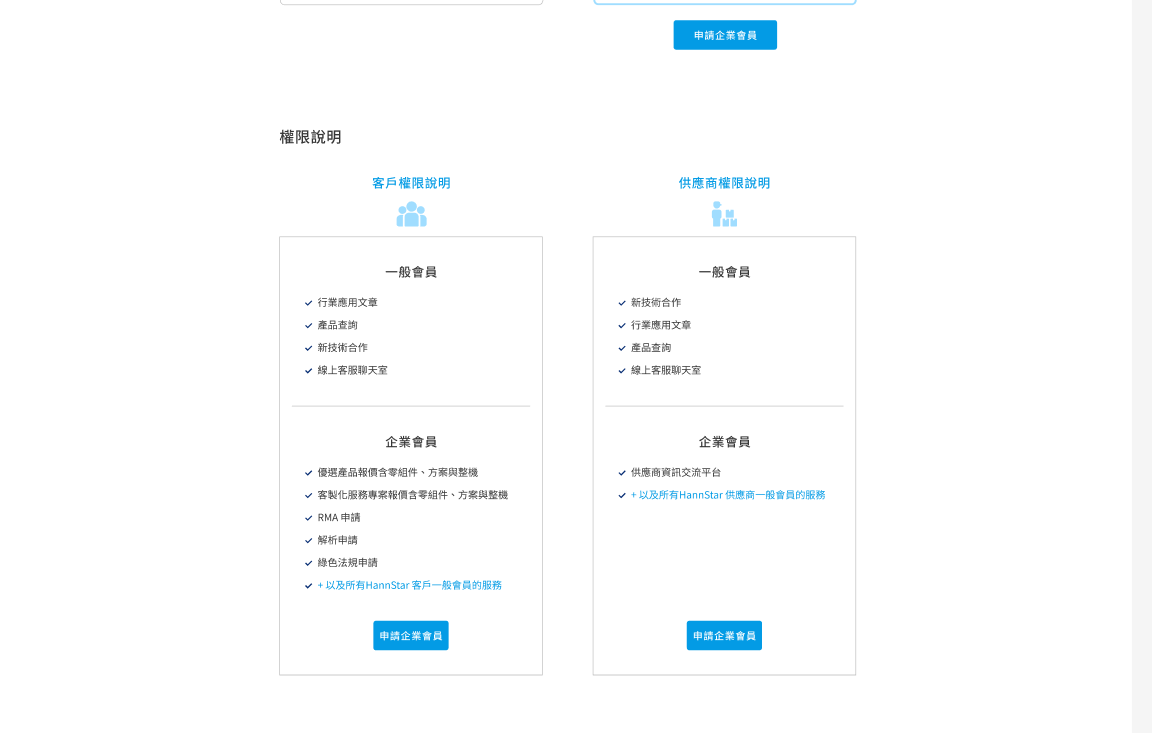 申請企業會員
權限說明
客戶權限說明
一般會員
行業應用文章
產品查詢
新技術合作
線上客服聊天室
企業會員
優選產品報價含零組件、方案與整機
客製化服務專案報價含零組件、方案與整機
RMA 申請
解析申請
綠色法規申請
+ 以及所有HannStar 客戶一般會員的服務
申請企業會員
供應商權限說明
一般會員
新技術合作
行業應用文章
產品查詢
線上客服聊天室
企業會員
供應商資訊交流平台
+ 以及所有HannStar 供應商一般會員的服務
申請企業會員